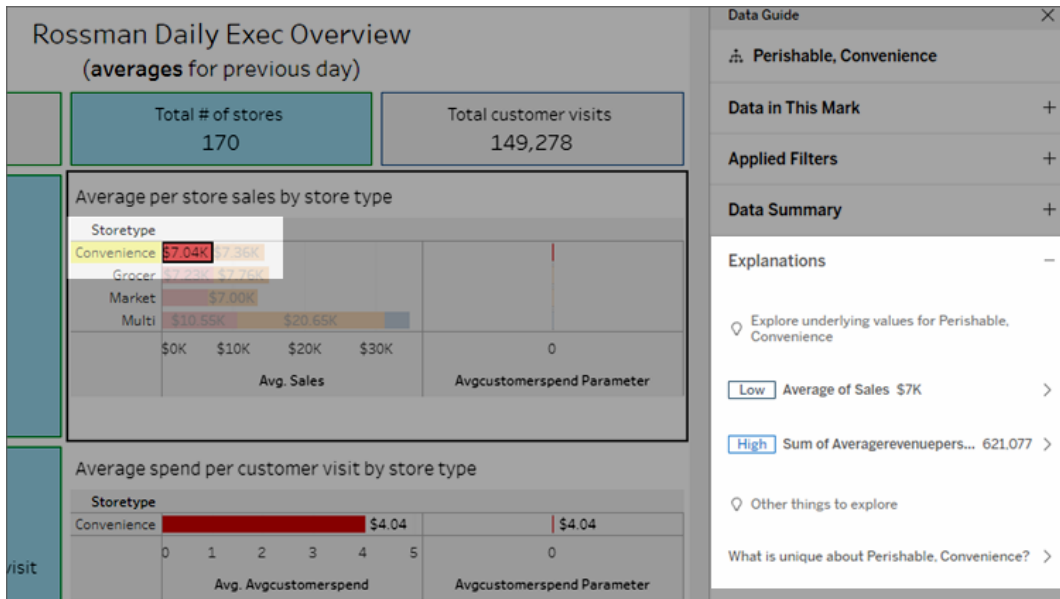 Rossman Daily Exec Overview
(averages for previous day)
Total # of stores
170
Total customer visits
149,278
Average per store sales by store type
Storetype
Convenience $7.04K $7.36K
Grocer $7.23K $7.76K
Market $7.00K
Multi $10.55K $20.65K
$0K $10K $20K $30K 0
Avg. Sales Avgcustomerspend Parameter
Average spend per customer visit by store type
Storetype
Convenience $4.04 $4.04
0 1 2 3 4 5 0
Avg. Avgcustomerspend Avgcustomerspend Parameter
visit
Data Guide
Perishable, Convenience
Data in This Mark
Applied Filters
Data Summary
Explanations
Explore underlying values for Perishable,
Convenience
Low Average of Sales $7K
High Sum of Averagerevenuepers... 621,077
Other things to explore
What is unique about Perishable, Convenience?